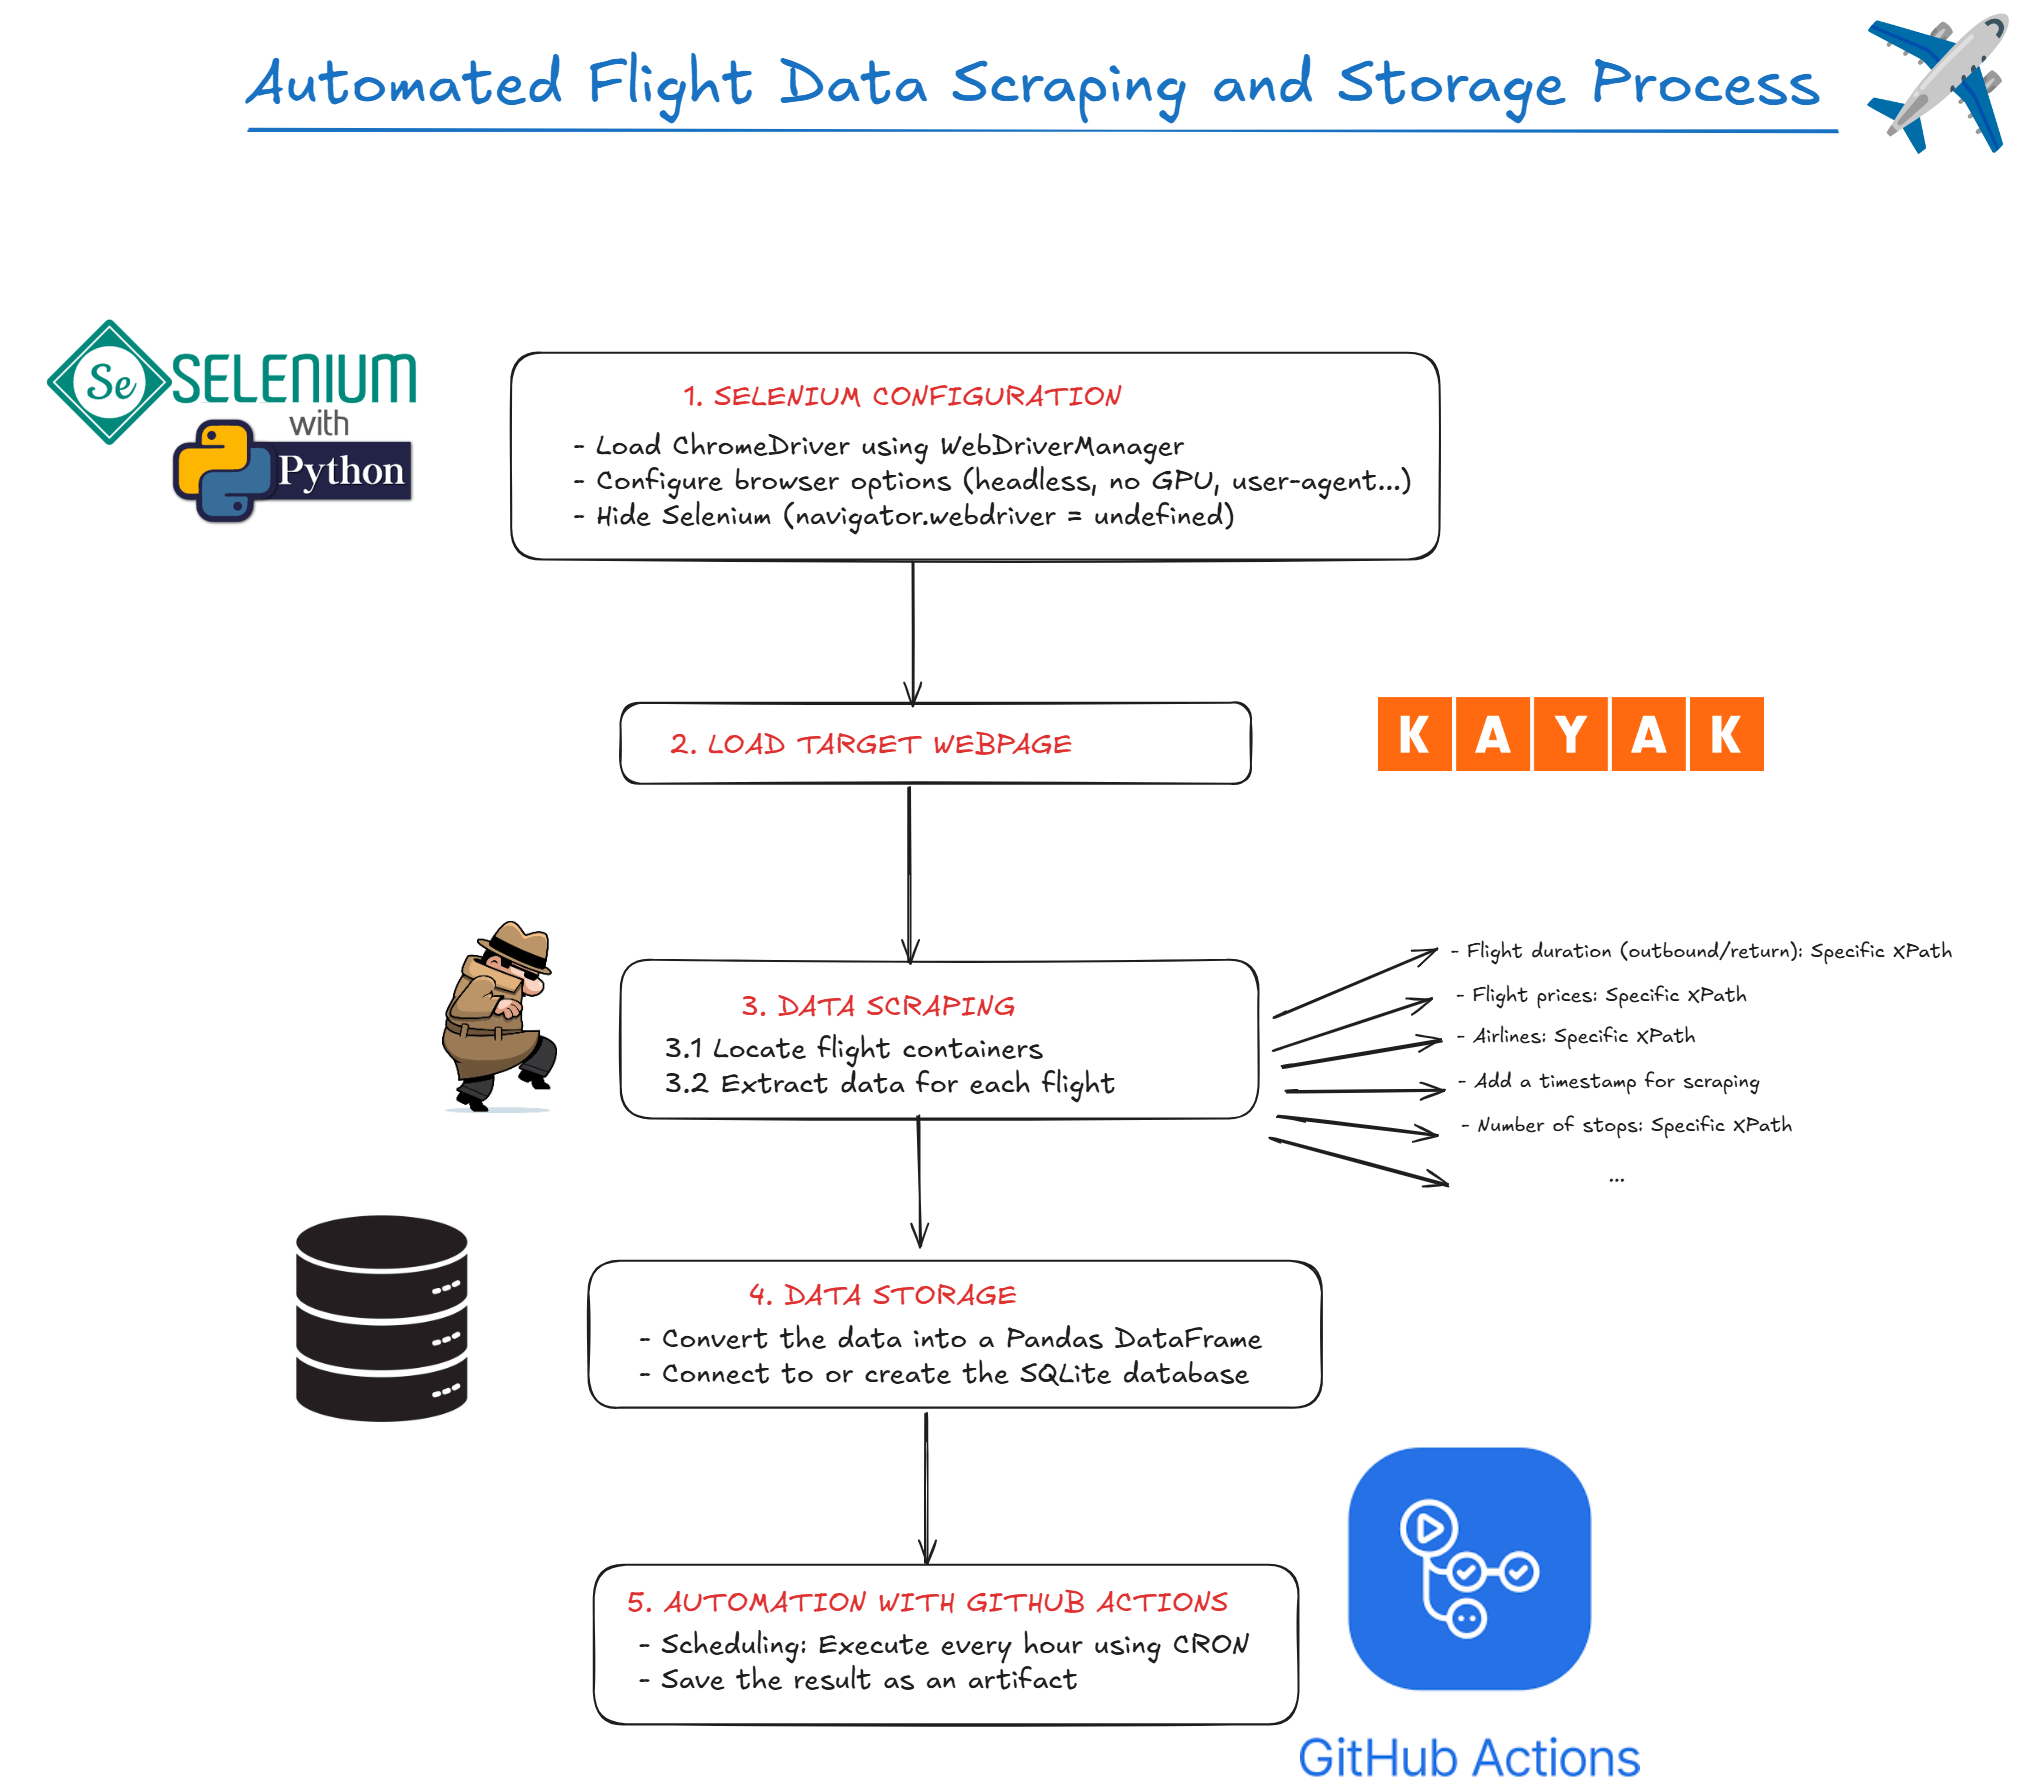 Automated Flight Data Scraping and Storage Process
Se SELENIUM
with
Python
1. SELENIUM CONFIGURATION
- Load ChromeDriver using WebDriverManager
- Configure browser options (headless, no GPU, user-agent...)
- Hide Selenium (navigator.webdriver = undefined)
2. LOAD TARGET WEBPAGE
KAYAK
3. DATA SCRAPING
3.1 Locate flight containers
3.2 Extract data for each flight
- Flight duration (outbound/return): Specific XPath
- Flight prices: Specific XPath
- Airlines: Specific XPath
- Add a timestamp for scraping
- Number of stops: Specific XPath
...
4. DATA STORAGE
- Convert the data into a Pandas DataFrame
- Connect to or create the SQLite database
5. AUTOMATION WITH GITHUB ACTIONS
- Scheduling: Execute every hour using CRON
- Save the result as an artifact
GitHub Actions